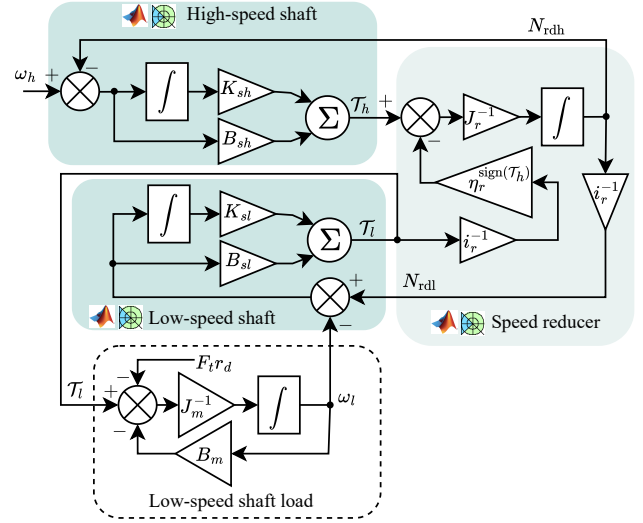 High-speed shaft
N_rdh
ω_h
+
−
∫
K_sh
B_sh
Σ
𝒯_h
+
−
J_r^−1
∫
η_r^sign(𝒯_h)
i_r^−1
∫
K_sl
B_sl
Σ
𝒯_l
i_r^−1
+
−
N_rdl
Low-speed shaft
Speed reducer
F_t r_d
𝒯_l
+
−
−
J_m^−1
∫
ω_l
B_m
Low-speed shaft load